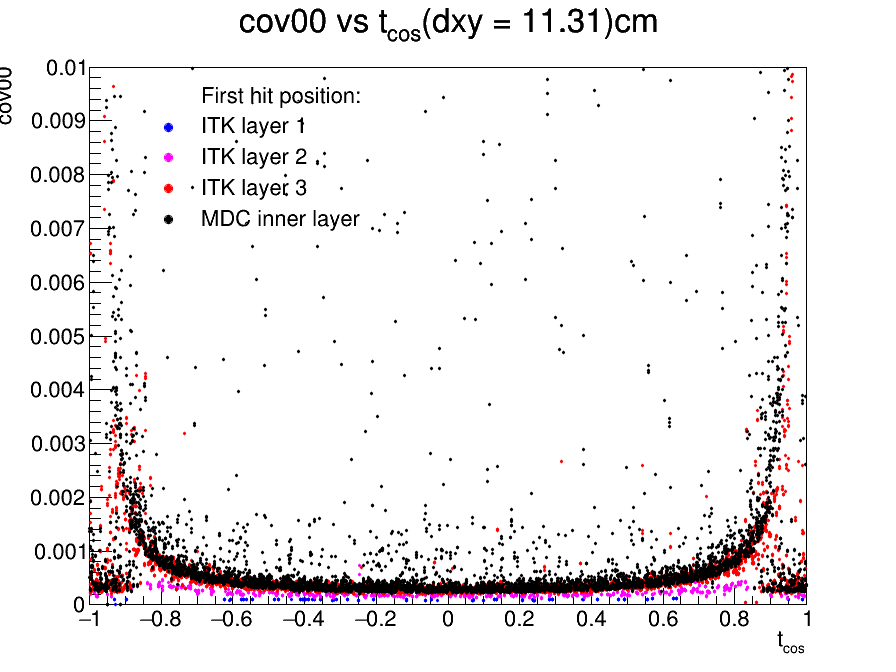 cov00 vs t_cos(dxy = 11.31)cm
cov00
0.01
0.009
0.008
0.007
0.006
0.005
0.004
0.003
0.002
0.001
0
First hit position:
ITK layer 1
ITK layer 2
ITK layer 3
MDC inner layer
−1 −0.8 −0.6 −0.4 −0.2 0 0.2 0.4 0.6 0.8 1
t_cos